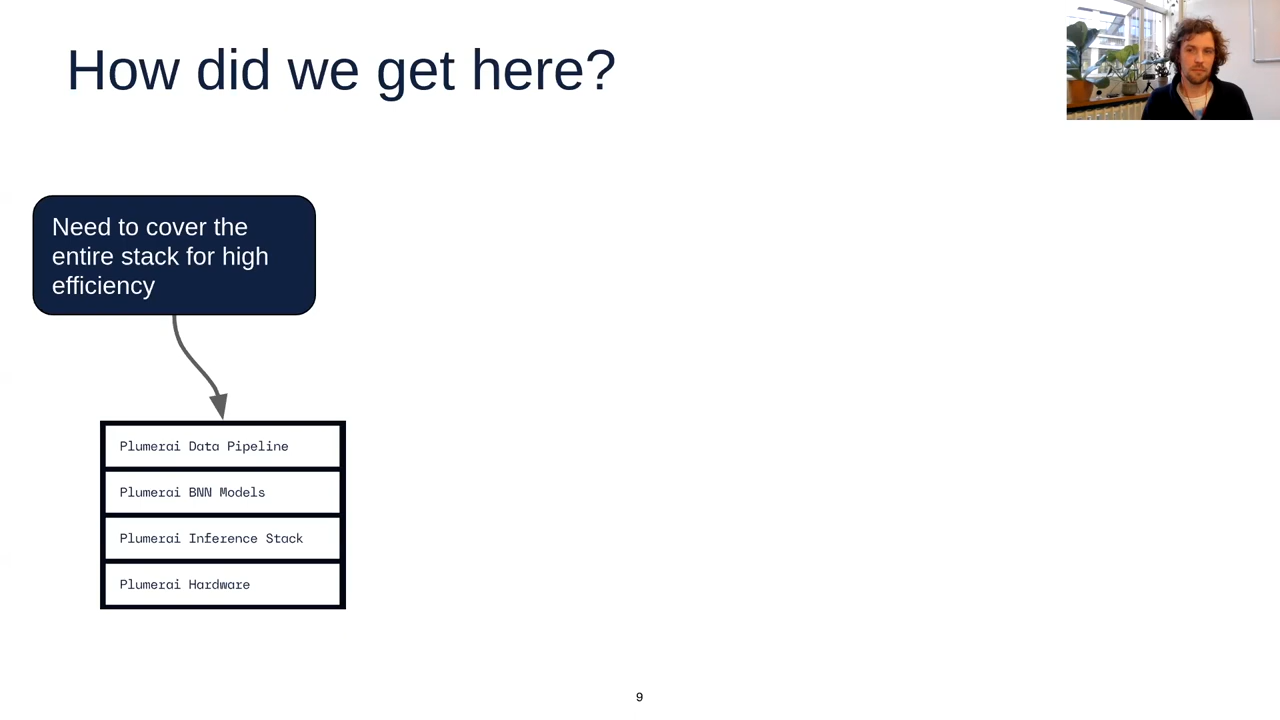 How did we get here?
Need to cover the
entire stack for high
efficiency
Plumerai Data Pipeline
Plumerai BNN Models
Plumerai Inference Stack
Plumerai Hardware
9